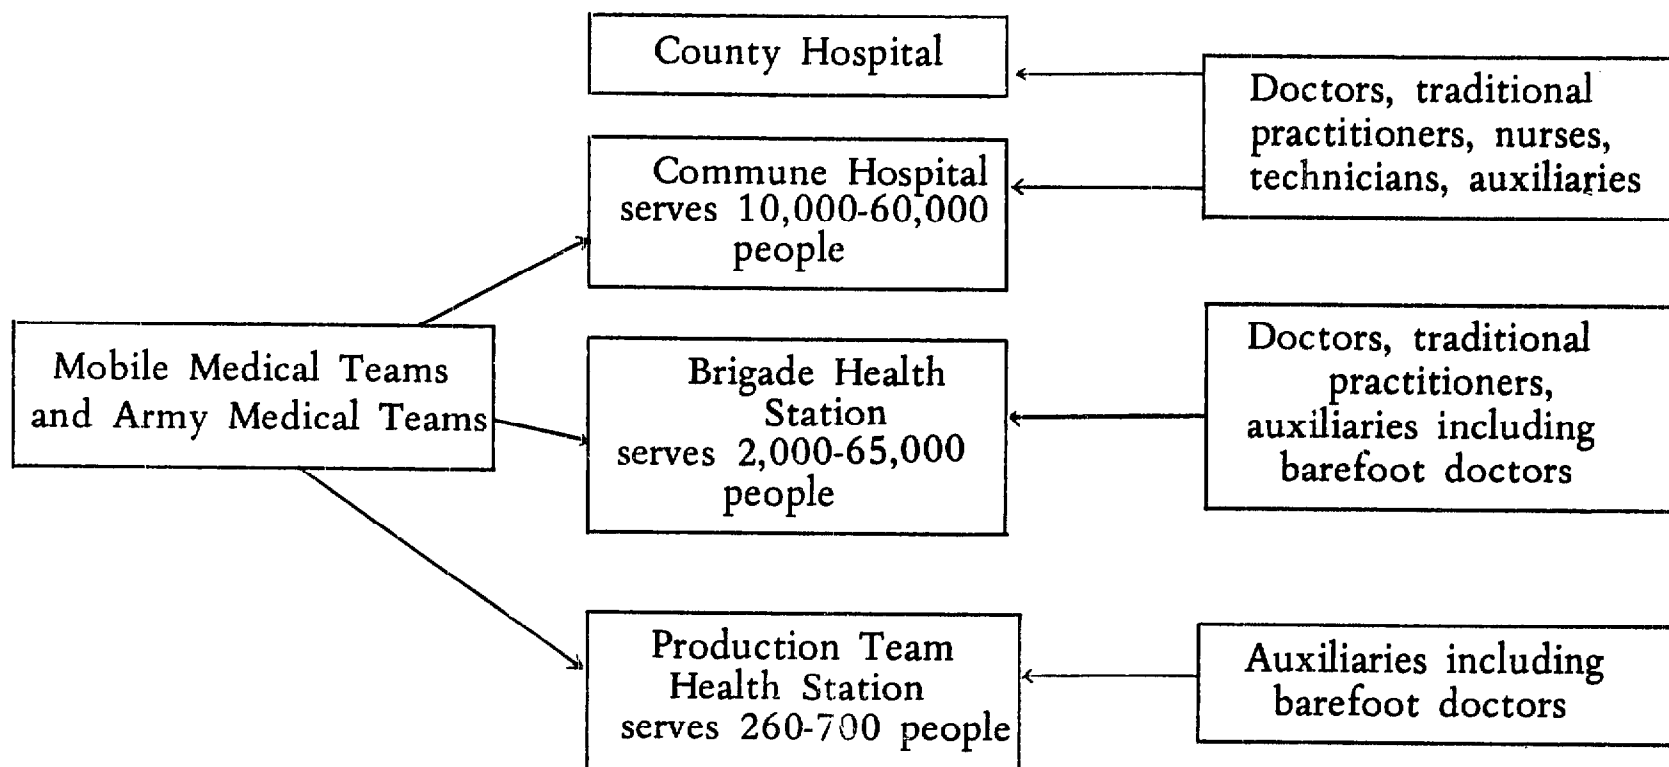 County Hospital
Doctors, traditional
practitioners, nurses,
technicians, auxiliaries
Commune Hospital
serves 10,000-60,000
people
Mobile Medical Teams
and Army Medical Teams
Brigade Health
Station
serves 2,000-65,000
people
Doctors, traditional
practitioners,
auxiliaries including
barefoot doctors
Production Team
Health Station
serves 260-700 people
Auxiliaries including
barefoot doctors